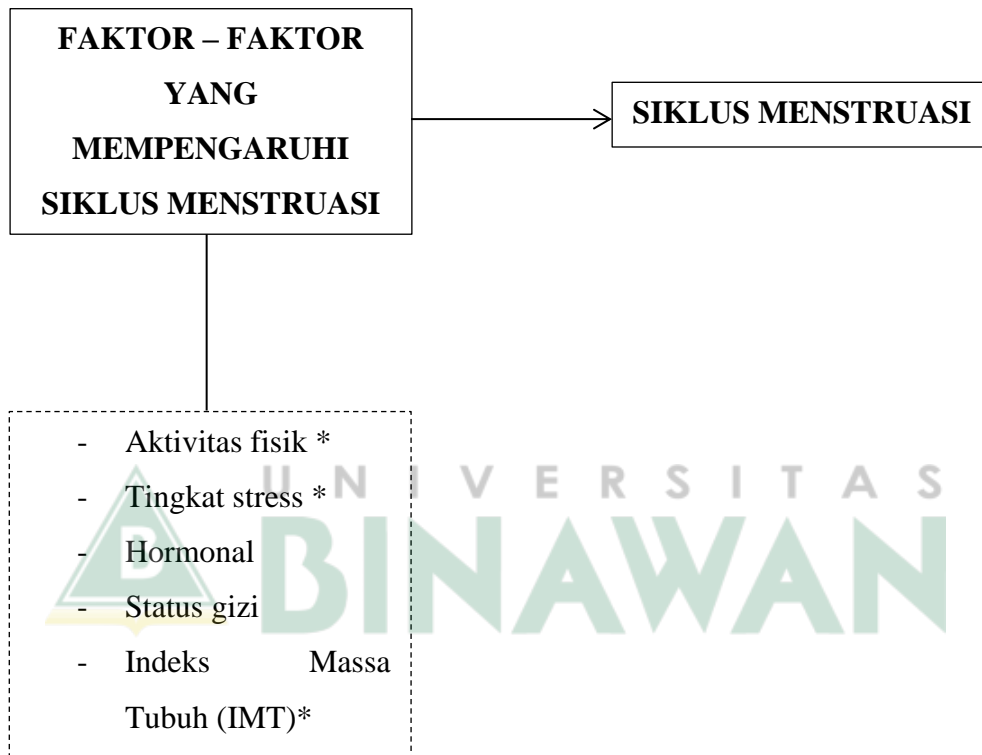 FAKTOR – FAKTOR
YANG
MEMPENGARUHI
SIKLUS MENSTRUASI
SIKLUS MENSTRUASI
- Aktivitas fisik *
- Tingkat stress *
- Hormonal
- Status gizi
- Indeks Massa
Tubuh (IMT)*
UNIVERSITAS
BINAWAN
B